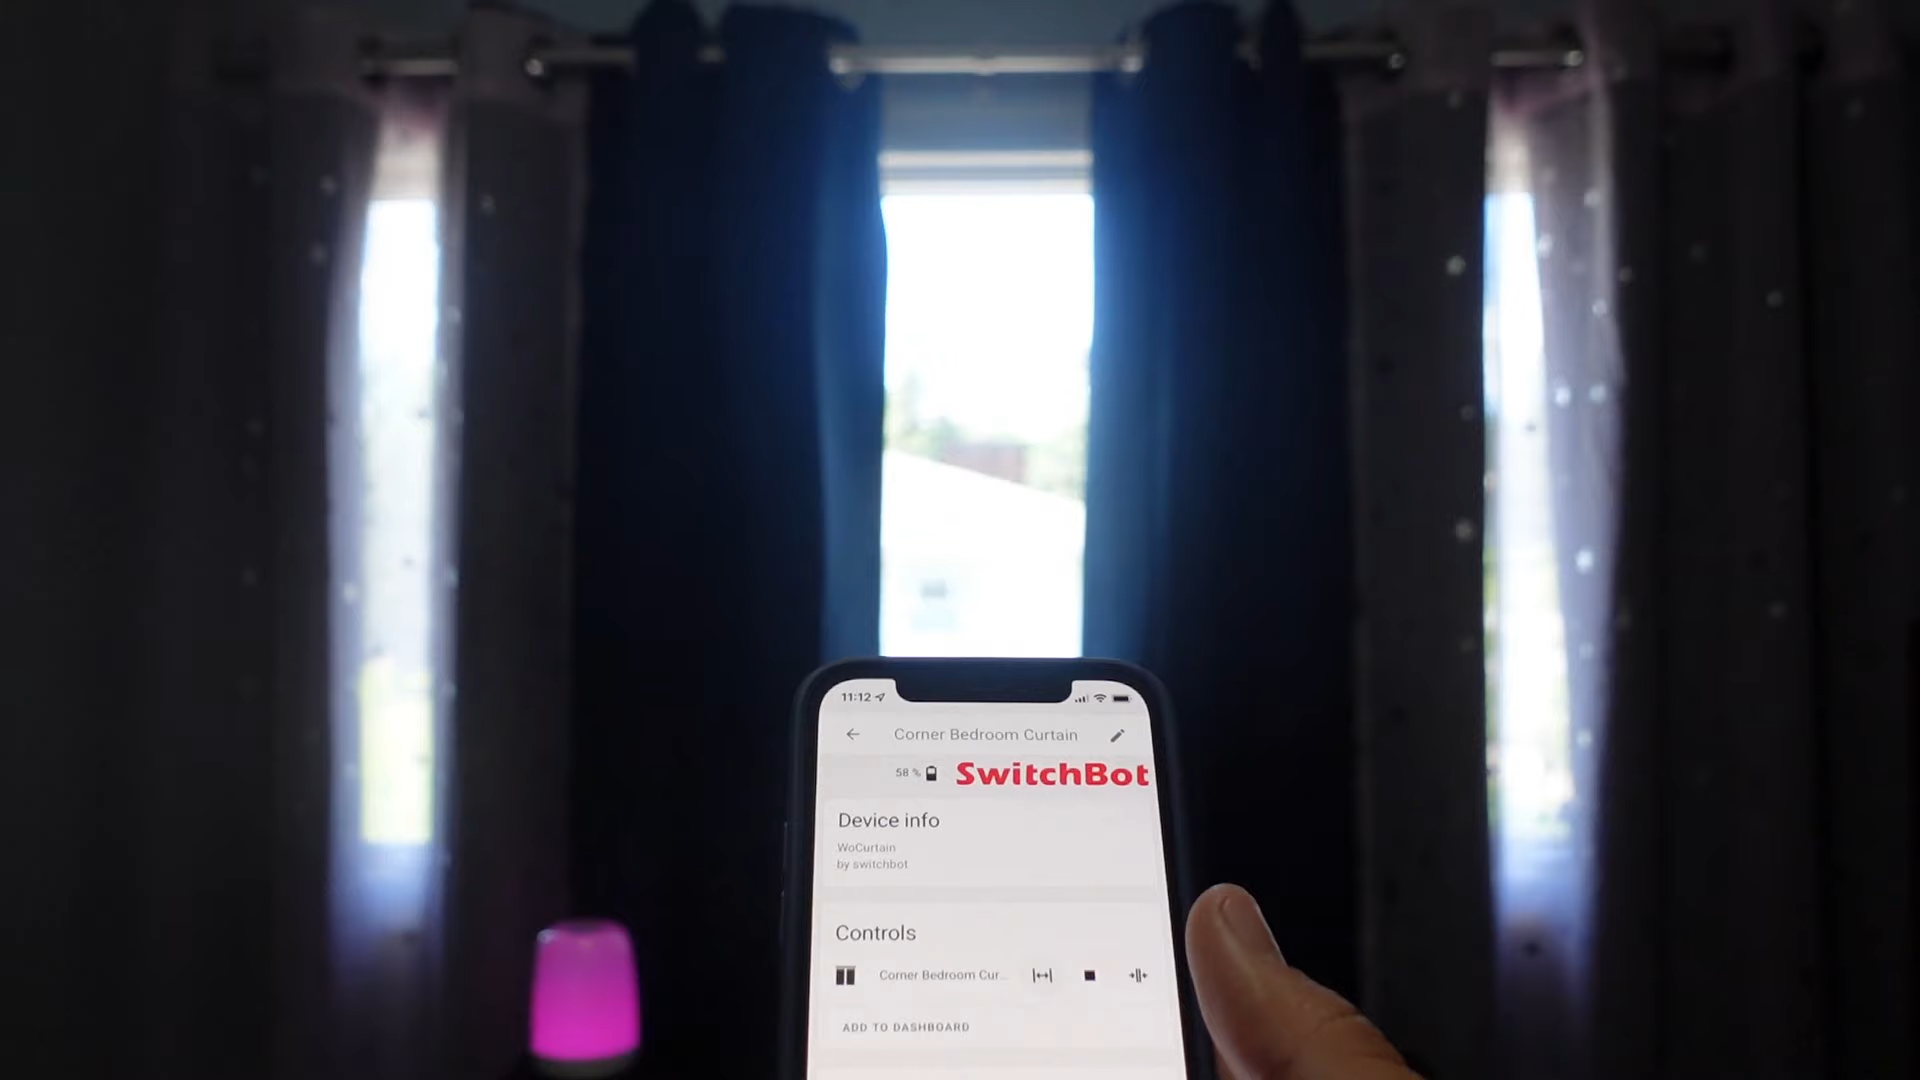 11:12
Corner Bedroom Curtain
58 %
SwitchBot
Device info
WoCurtain
by switchbot
Controls
Corner Bedroom Cur...
ADD TO DASHBOARD